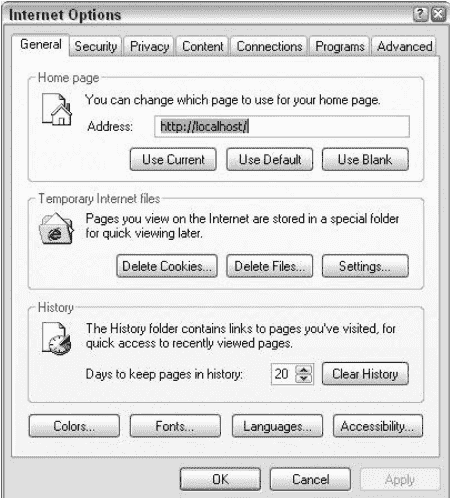 Internet Options
General Security Privacy Content Connections Programs Advanced
Home page
You can change which page to use for your home page.
Address: http://localhost/
Use Current Use Default Use Blank
Temporary Internet files
Pages you view on the Internet are stored in a special folder
for quick viewing later.
Delete Cookies... Delete Files... Settings...
History
The History folder contains links to pages you've visited, for
quick access to recently viewed pages.
Days to keep pages in history: 20 Clear History
Colors... Fonts... Languages... Accessibility...
OK Cancel Apply